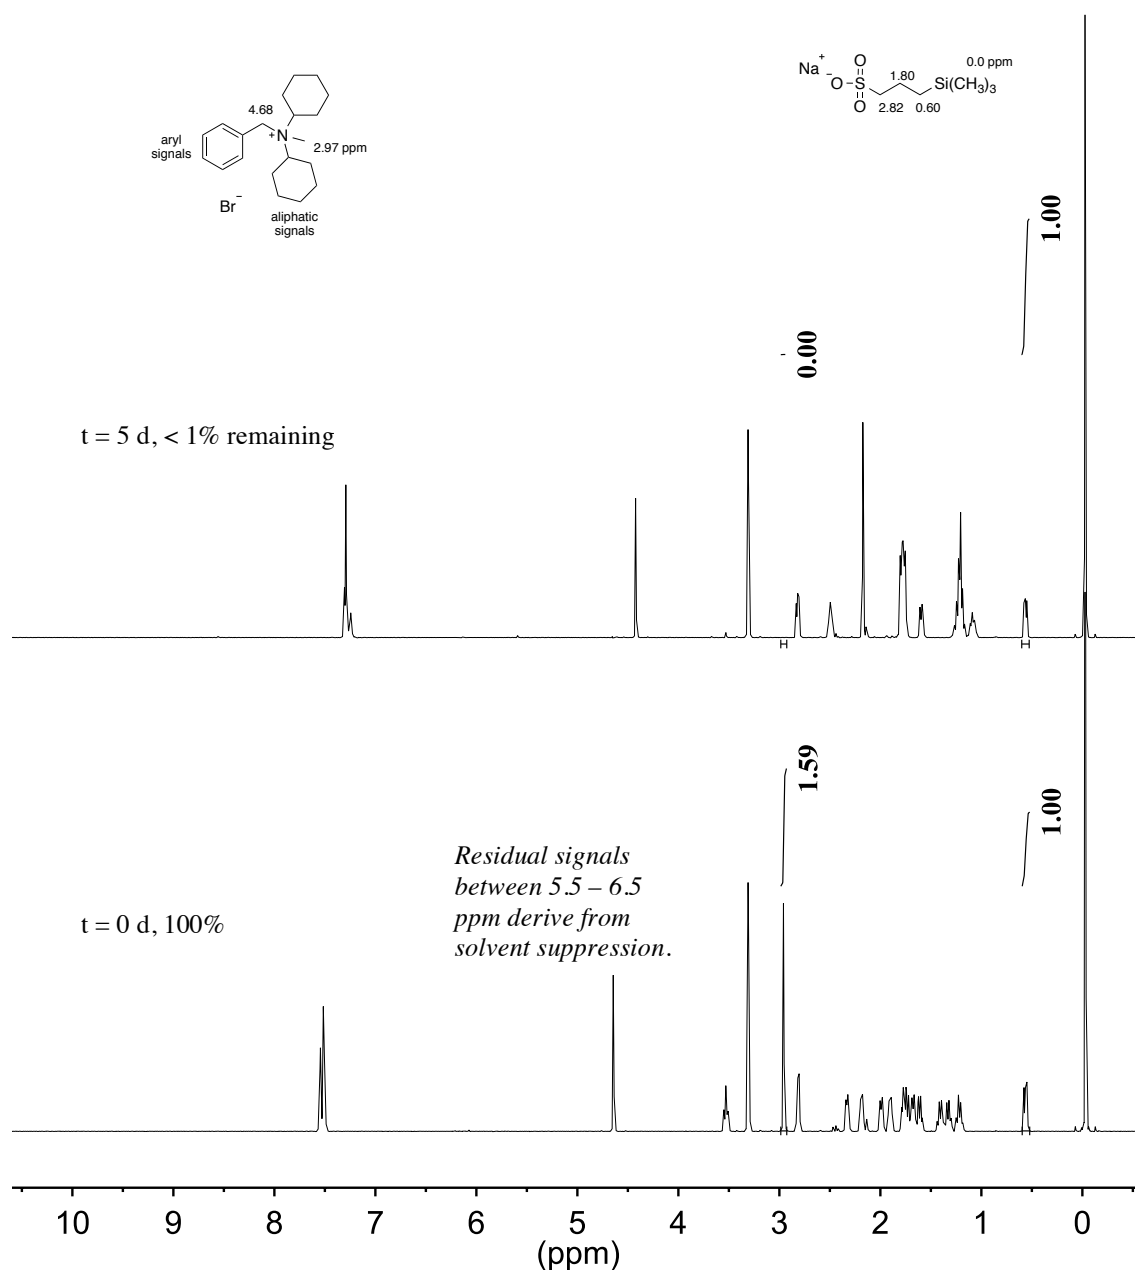 0.0 ppm
Na+
-O-S
O
O
1.80
Si(CH3)3
2.82
0.60
4.68
+N
2.97 ppm
aryl
signals
Br-
aliphatic
signals
1.00
0.00
t = 5 d, < 1% remaining
1.59
1.00
Residual signals
between 5.5 – 6.5
ppm derive from
solvent suppression.
t = 0 d, 100%
10 9 8 7 6 5 4 3 2 1 0
(ppm)